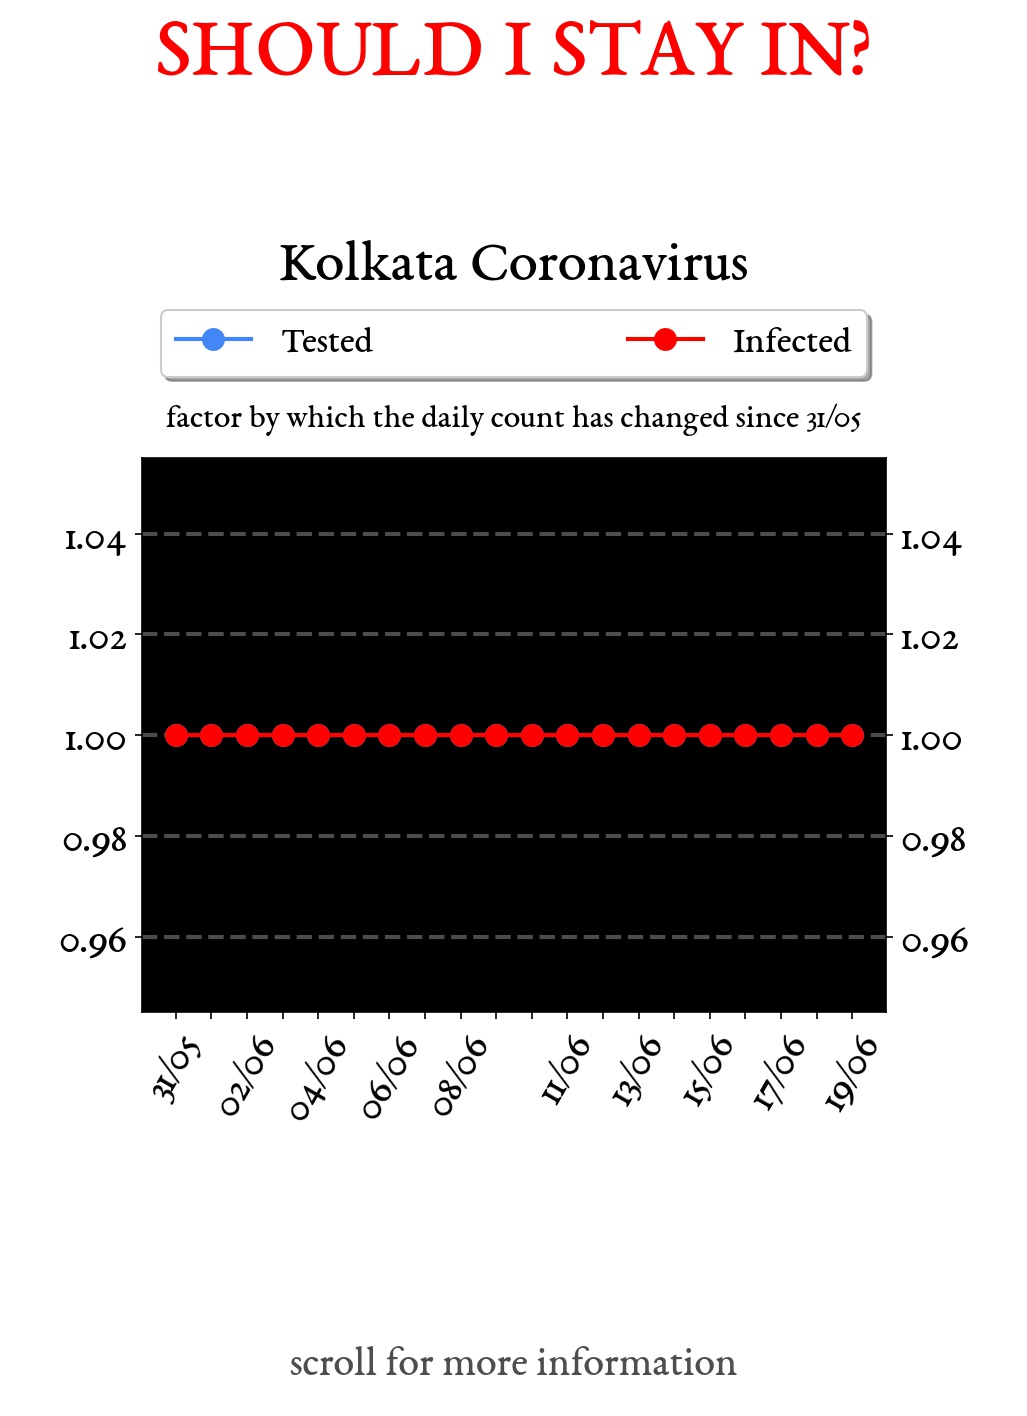 SHOULD I STAY IN?
Kolkata Coronavirus
Tested Infected
factor by which the daily count has changed since 31/05
1.04 1.04
1.02 1.02
1.00 1.00
0.98 0.98
0.96 0.96
31/05 02/06 04/06 06/06 08/06 11/06 13/06 15/06 17/06 19/06
scroll for more information